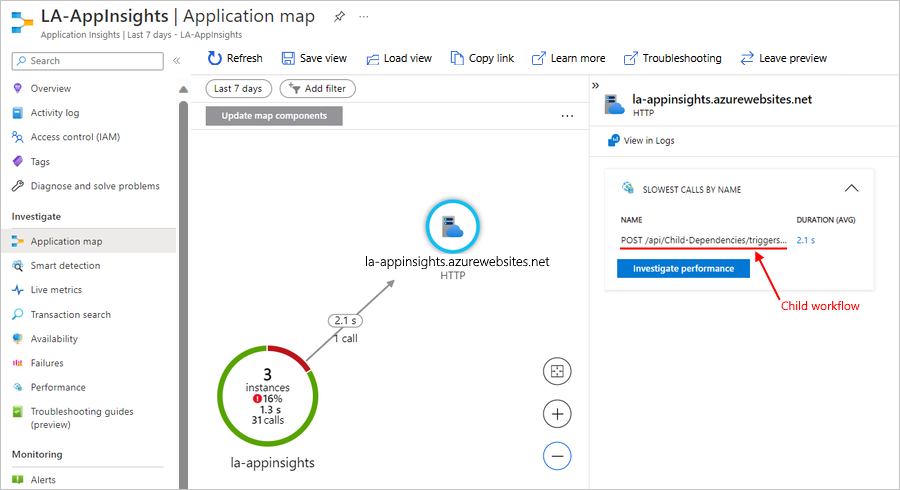 LA-AppInsights | Application map
Application Insights | Last 7 days - LA-AppInsights
Search
Overview
Activity log
Access control (IAM)
Tags
Diagnose and solve problems
Investigate
Application map
Smart detection
Live metrics
Transaction search
Availability
Failures
Performance
Troubleshooting guides
(preview)
Monitoring
Alerts
Refresh
Save view
Load view
Copy link
Learn more
Troubleshooting
Leave preview
Last 7 days
Add filter
Update map components
la-appinsights.azurewebsites.net
HTTP
2.1 s
1 call
3
instances
16%
1.3 s
31 calls
la-appinsights
la-appinsights.azurewebsites.net
HTTP
View in Logs
SLOWEST CALLS BY NAME
NAME DURATION (AVG)
POST /api/Child-Dependencies/triggers... 2.1 s
Investigate performance
Child workflow